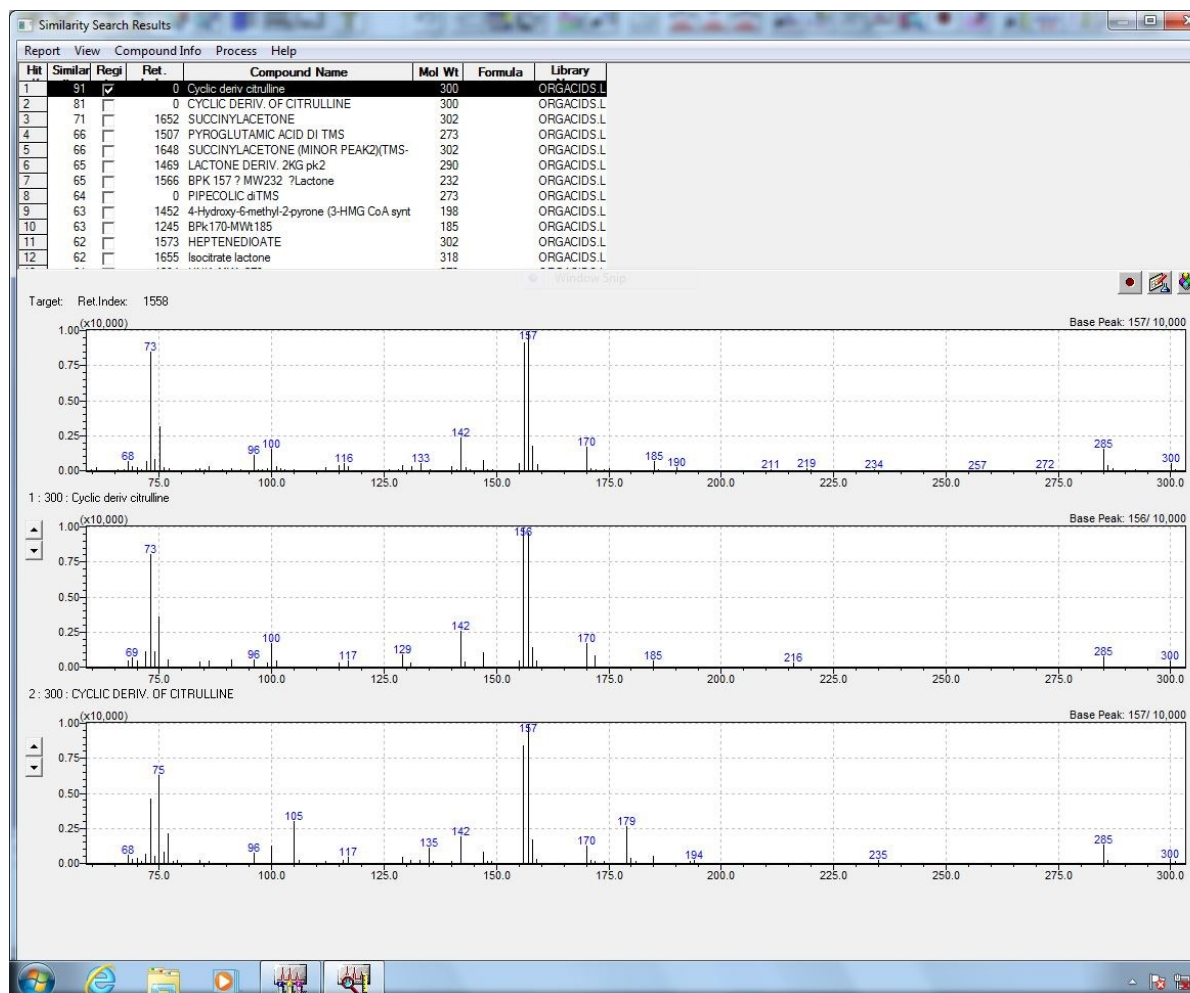 Similarity Search Results
Report View Compound Info Process Help
Hit Similar Regi Ret. Compound Name Mol Wt Formula Library
1 91 0 Cyclic deriv citrulline 300 ORGACIDS.L
2 81 0 CYCLIC DERIV. OF CITRULLINE 300 ORGACIDS.L
3 71 1652 SUCCINYLACETONE 302 ORGACIDS.L
4 66 1507 PYROGLUTAMIC ACID DI TMS 273 ORGACIDS.L
5 66 1648 SUCCINYLACETONE (MINOR PEAK2)(TMS- 302 ORGACIDS.L
6 65 1469 LACTONE DERIV. 2KG pk2 290 ORGACIDS.L
7 65 1566 BPK 157 ? MW232 ?Lactone 232 ORGACIDS.L
8 64 0 PIPECOLIC diTMS 273 ORGACIDS.L
9 63 1452 4-Hydroxy-6-methyl-2-pyrone (3-HMG CoA synt 198 ORGACIDS.L
10 63 1245 BPk170-MWt185 185 ORGACIDS.L
11 62 1573 HEPTENEDIOATE 302 ORGACIDS.L
12 62 1655 Isocitrate lactone 318 ORGACIDS.L
Window Snip
Target: Ret.Index: 1558
(x10,000) Base Peak: 157/ 10,000
1.00 157
73
0.75
0.50
0.25 142
68 96 100 116 133 170 185 190 211 219 234 257 272 285 300
0.00
75.0 100.0 125.0 150.0 175.0 200.0 225.0 250.0 275.0 300.0
1 : 300 : Cyclic deriv citrulline
(x10,000) Base Peak: 156/ 10,000
1.00 156
73
0.75
0.50
0.25 142
69 96 100 117 129 170 185 216 285 300
0.00
75.0 100.0 125.0 150.0 175.0 200.0 225.0 250.0 275.0 300.0
2 : 300 : CYCLIC DERIV. OF CITRULLINE
(x10,000) Base Peak: 157/ 10,000
1.00 157
0.75 75
0.50
105
0.25 135 142 179
68 96 117 170 194 235 285 300
0.00
75.0 100.0 125.0 150.0 175.0 200.0 225.0 250.0 275.0 300.0